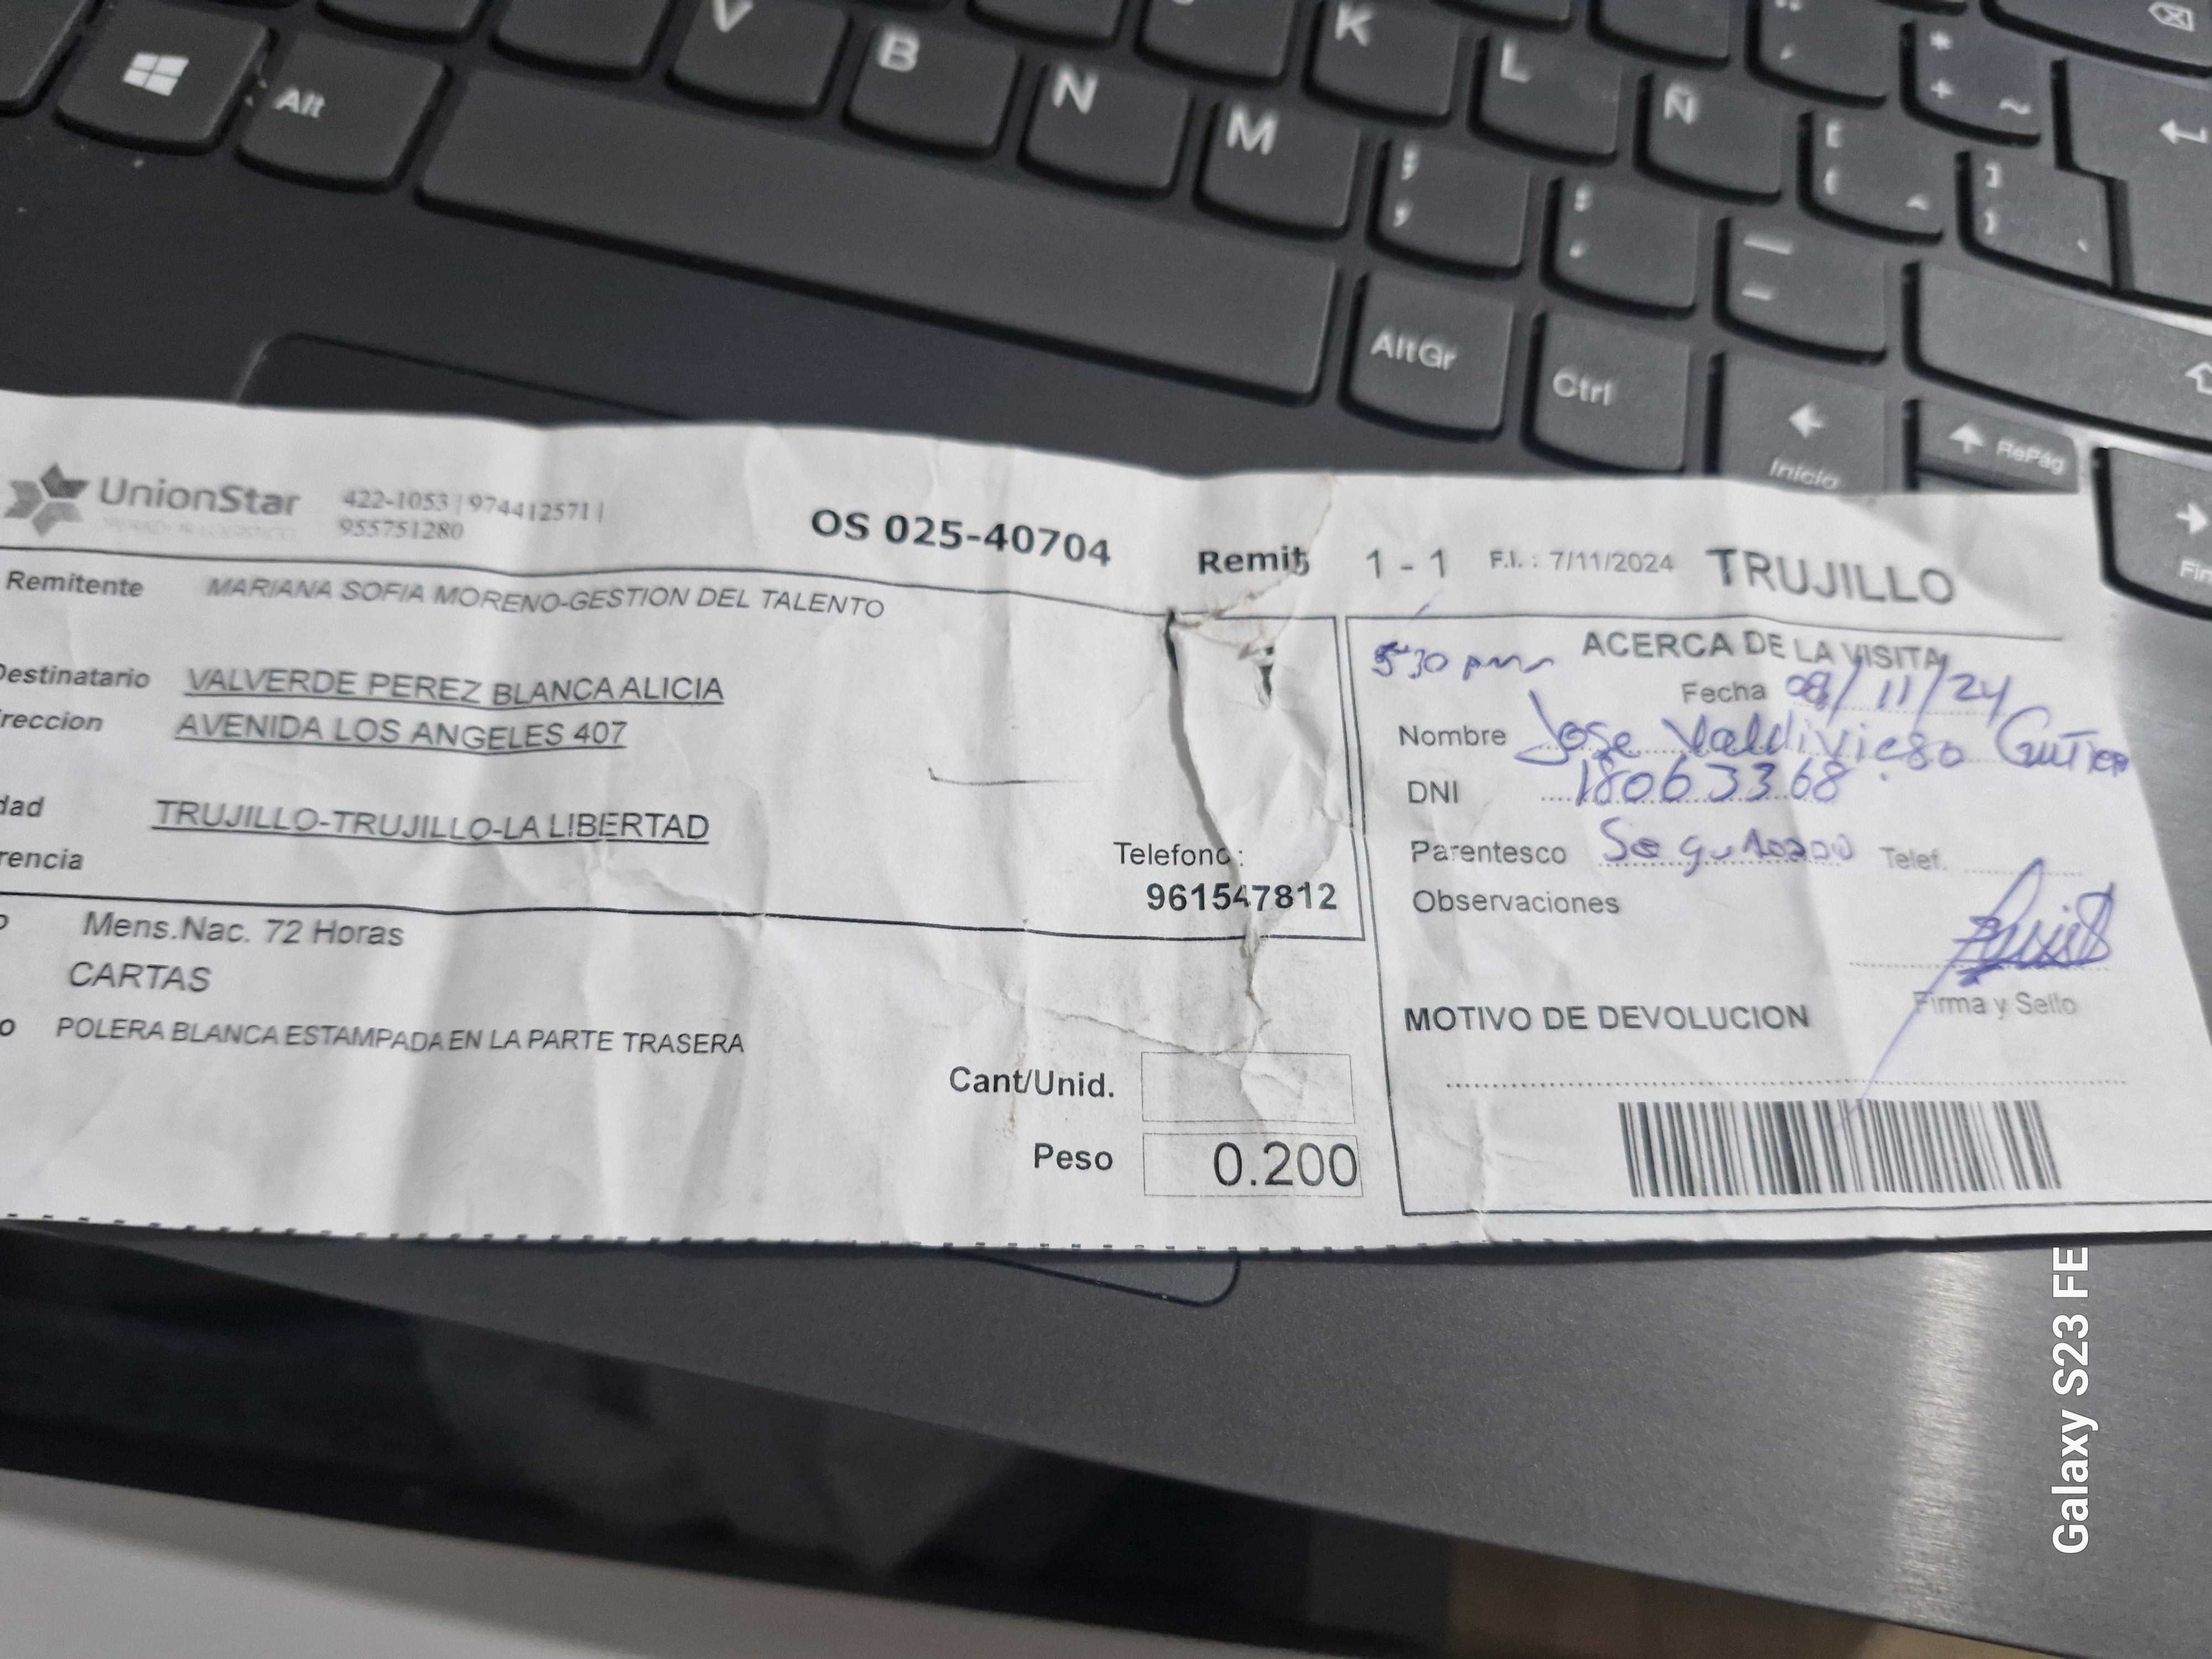 V
K
B
L
N
Ñ
Alt
M
AltGr
Ctrl
Inicio
RePág
Fin
UnionStar
422-1053 | 974412571 |
955751280
OS 025-40704
Remit 1 - 1 F.I. : 7/11/2024 TRUJILLO
Remitente MARIANA SOFIA MORENO-GESTION DEL TALENTO
Destinatario VALVERDE PEREZ BLANCA ALICIA
reccion AVENIDA LOS ANGELES 407
dad TRUJILLO-TRUJILLO-LA LIBERTAD
rencia
Telefono :
961547812
Mens.Nac. 72 Horas
CARTAS
o POLERA BLANCA ESTAMPADA EN LA PARTE TRASERA
Cant/Unid.
Peso 0.200
5:30 pm ACERCA DE LA VISITA
Fecha 08/11/24
Nombre Jose Valdivieso
DNI 18063368
Parentesco Telef.
Observaciones
Firma y Sello
MOTIVO DE DEVOLUCION
Galaxy S23 FE